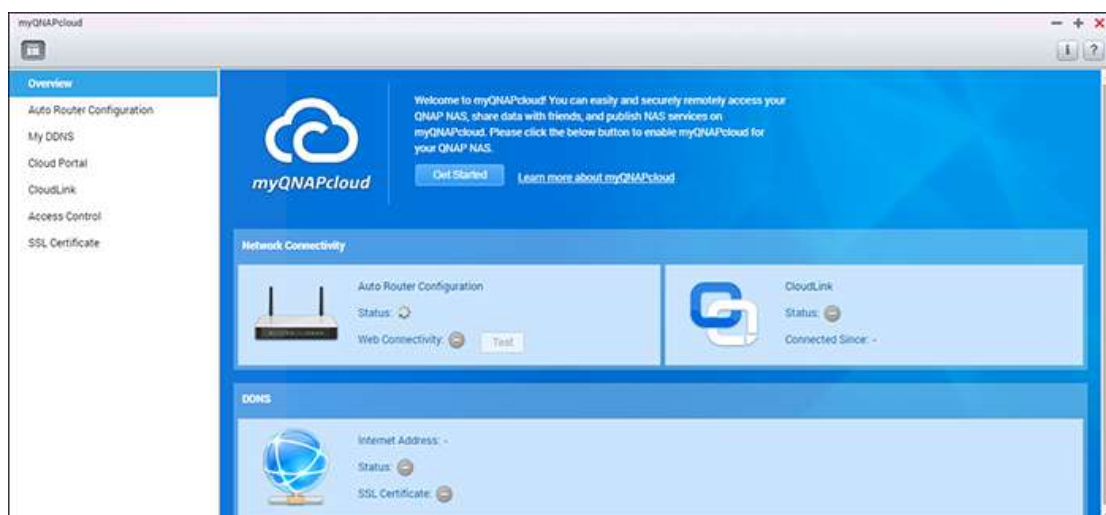 myQNAPcloud
Overview
Auto Router Configuration
My DDNS
Cloud Portal
CloudLink
Access Control
SSL Certificate
myQNAPcloud
Welcome to myQNAPcloud! You can easily and securely remotely access your
QNAP NAS, share data with friends, and publish NAS services on
myQNAPcloud. Please click the below button to enable myQNAPcloud for
your QNAP NAS.
Get Started
Learn more about myQNAPcloud
Network Connectivity
Auto Router Configuration
Status:
Web Connectivity:
Test
CloudLink
Status:
Connected Since: -
DDNS
Internet Address: -
Status:
SSL Certificate: